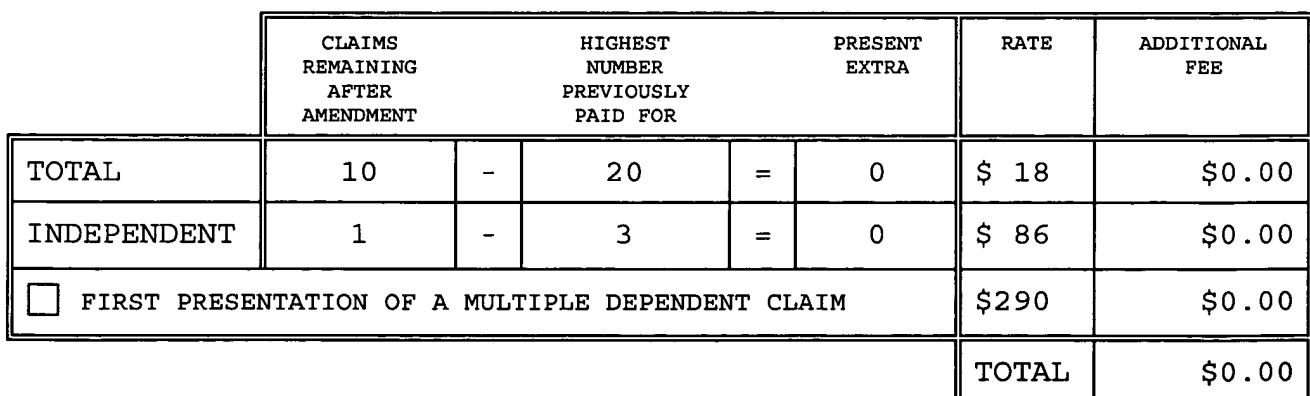 CLAIMS HIGHEST PRESENT RATE ADDITIONAL
REMAINING NUMBER EXTRA FEE
AFTER PREVIOUSLY
AMENDMENT PAID FOR
TOTAL 10 - 20 = 0 $ 18 $0.00
INDEPENDENT 1 - 3 = 0 $ 86 $0.00
FIRST PRESENTATION OF A MULTIPLE DEPENDENT CLAIM $290 $0.00
TOTAL $0.00